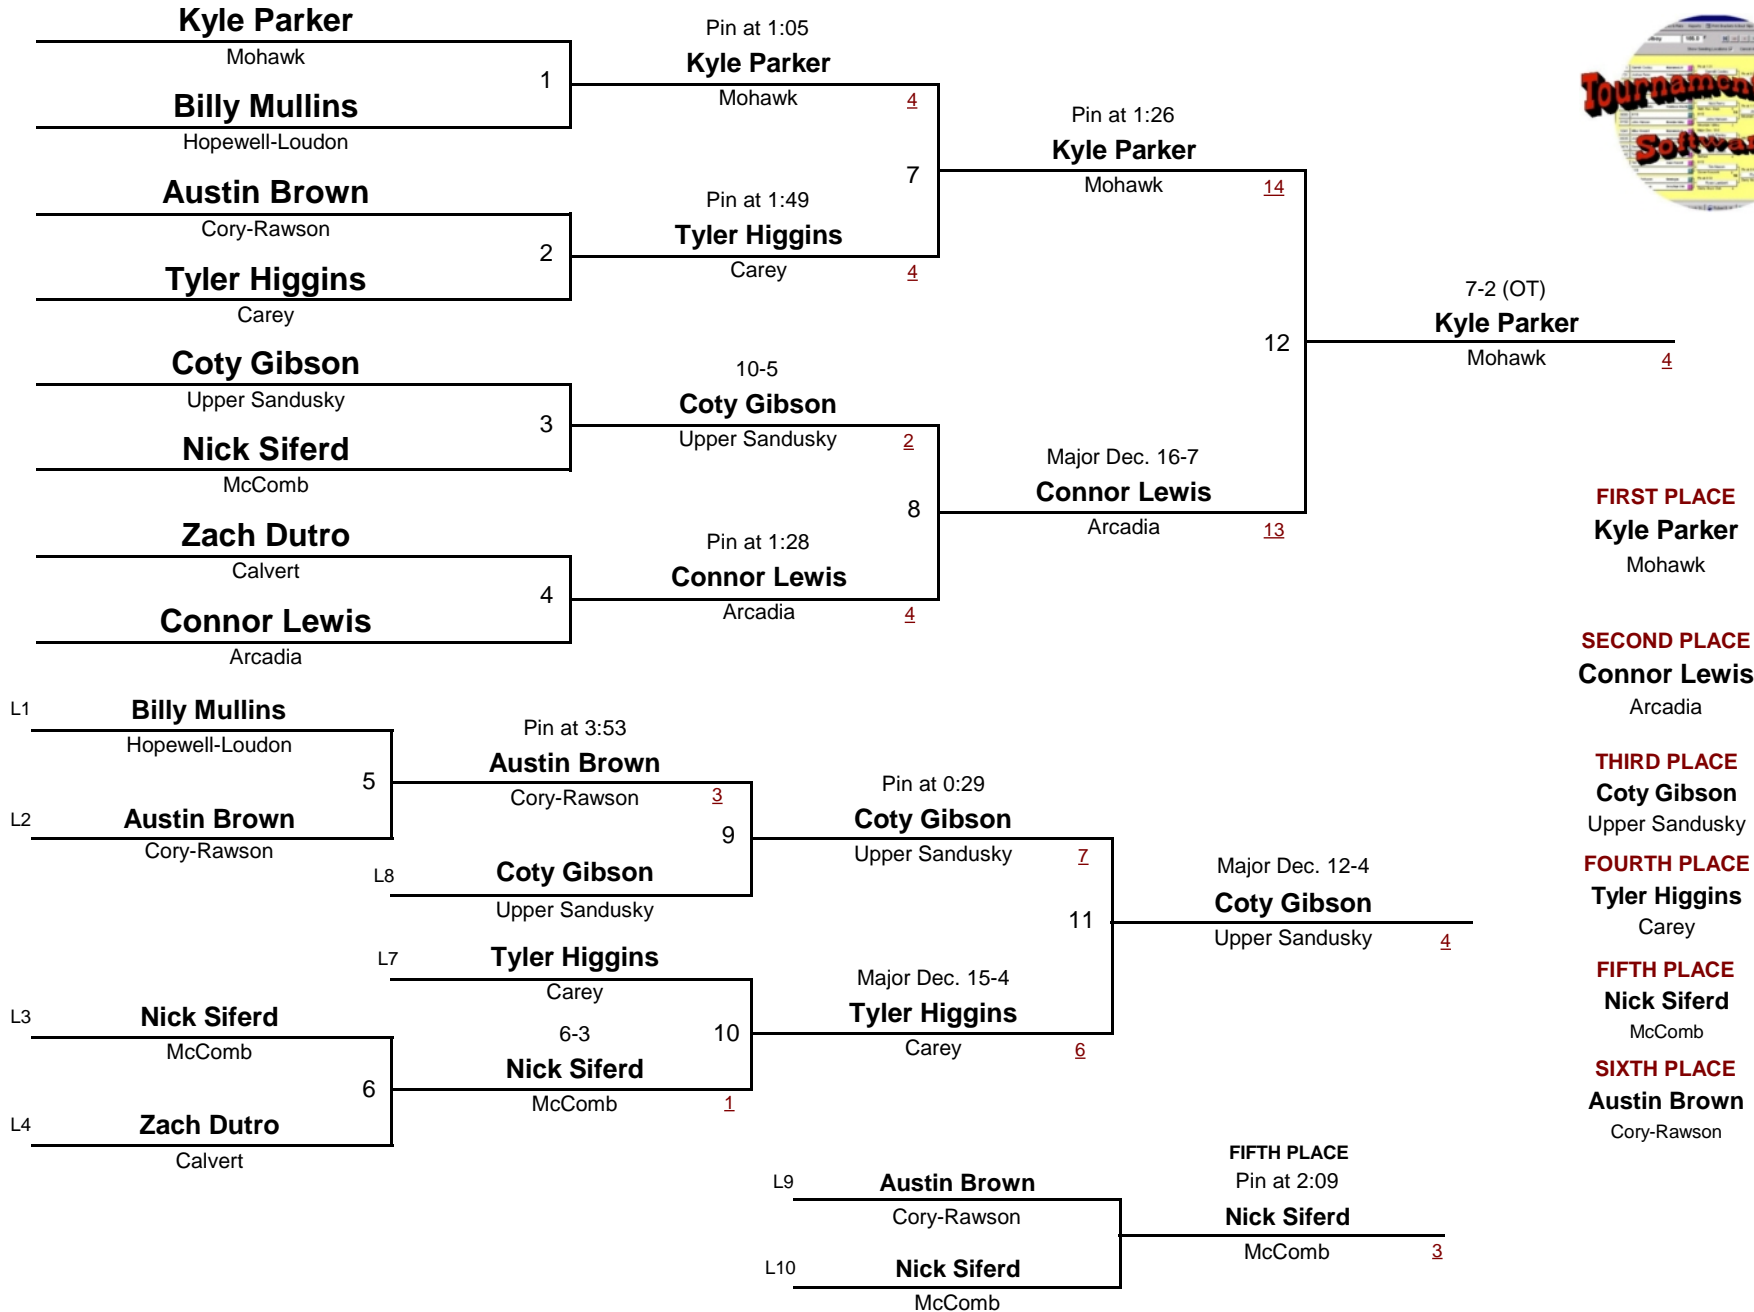 Kyle Parker
Mohawk
1
Billy Mullins
Hopewell-Loudon
Austin Brown
Cory-Rawson
2
Tyler Higgins
Carey
Coty Gibson
Upper Sandusky
3
Nick Siferd
McComb
Zach Dutro
Calvert
4
Connor Lewis
Arcadia
Pin at 1:05
Kyle Parker
Mohawk 4
7
Pin at 1:49
Tyler Higgins
Carey 4
10-5
Coty Gibson
Upper Sandusky 2
8
Pin at 1:28
Connor Lewis
Arcadia 4
Pin at 1:26
Kyle Parker
Mohawk 14
12
Major Dec. 16-7
Connor Lewis
Arcadia 13
7-2 (OT)
Kyle Parker
Mohawk 4
L1 Billy Mullins
Hopewell-Loudon
5
L2 Austin Brown
Cory-Rawson
L3 Nick Siferd
McComb
6
L4 Zach Dutro
Calvert
Pin at 3:53
Austin Brown
Cory-Rawson 3
9
L8 Coty Gibson
Upper Sandusky
L7 Tyler Higgins
Carey
10
6-3
Nick Siferd
McComb 1
Pin at 0:29
Coty Gibson
Upper Sandusky 7
11
Major Dec. 15-4
Tyler Higgins
Carey 6
Major Dec. 12-4
Coty Gibson
Upper Sandusky 4
L9 Austin Brown
Cory-Rawson
L10 Nick Siferd
McComb
FIFTH PLACE
Pin at 2:09
Nick Siferd
McComb 3
FIRST PLACE
Kyle Parker
Mohawk
SECOND PLACE
Connor Lewis
Arcadia
THIRD PLACE
Coty Gibson
Upper Sandusky
FOURTH PLACE
Tyler Higgins
Carey
FIFTH PLACE
Nick Siferd
McComb
SIXTH PLACE
Austin Brown
Cory-Rawson